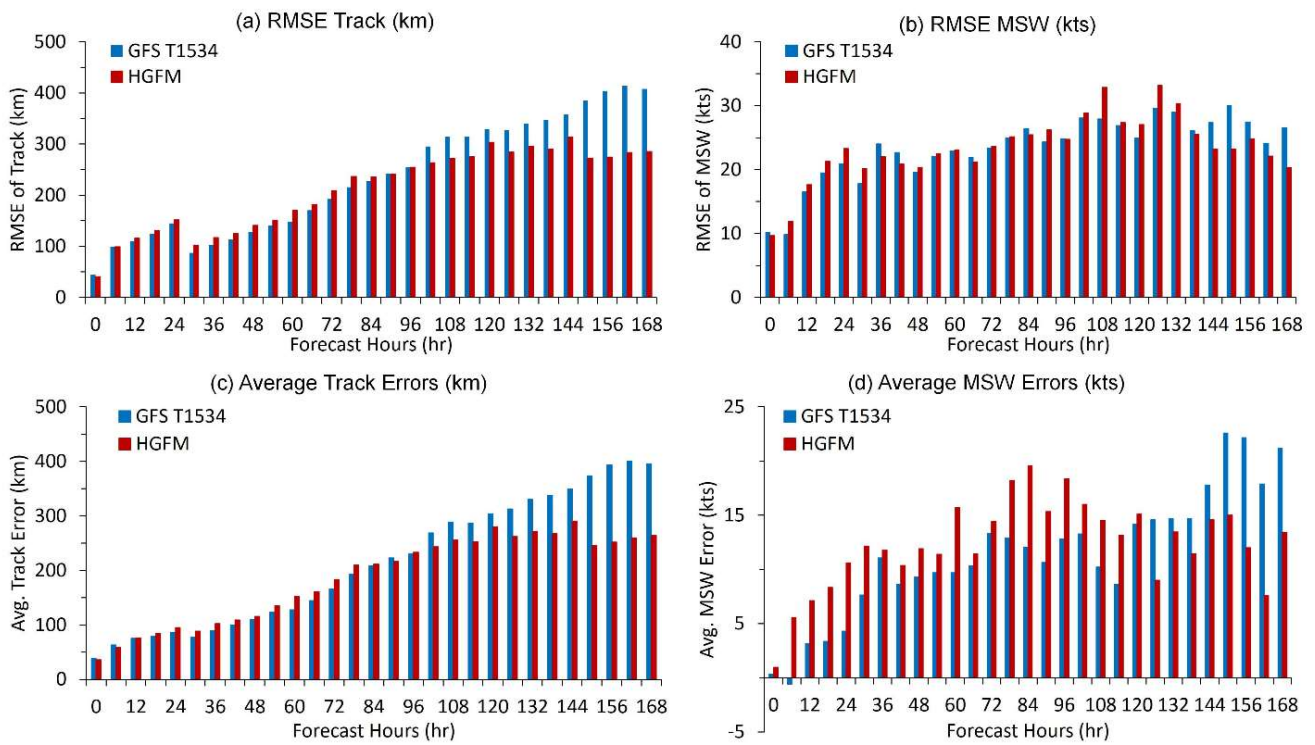 (a) RMSE Track (km)
500
400
300
200
100
0
RMSE of Track (km)
GFS T1534
HGFM
0 12 24 36 48 60 72 84 96 108 120 132 144 156 168
Forecast Hours (hr)
(b) RMSE MSW (kts)
40
30
20
10
0
RMSE of MSW (kts)
GFS T1534
HGFM
0 12 24 36 48 60 72 84 96 108 120 132 144 156 168
Forecast Hours (hr)
(c) Average Track Errors (km)
500
400
300
200
100
0
Avg. Track Error (km)
GFS T1534
HGFM
0 12 24 36 48 60 72 84 96 108 120 132 144 156 168
Forecast Hours (hr)
(d) Average MSW Errors (kts)
25
15
5
-5
Avg. MSW Error (kts)
GFS T1534
HGFM
0 12 24 36 48 60 72 84 96 108 120 132 144 156 168
Forecast Hours (hr)